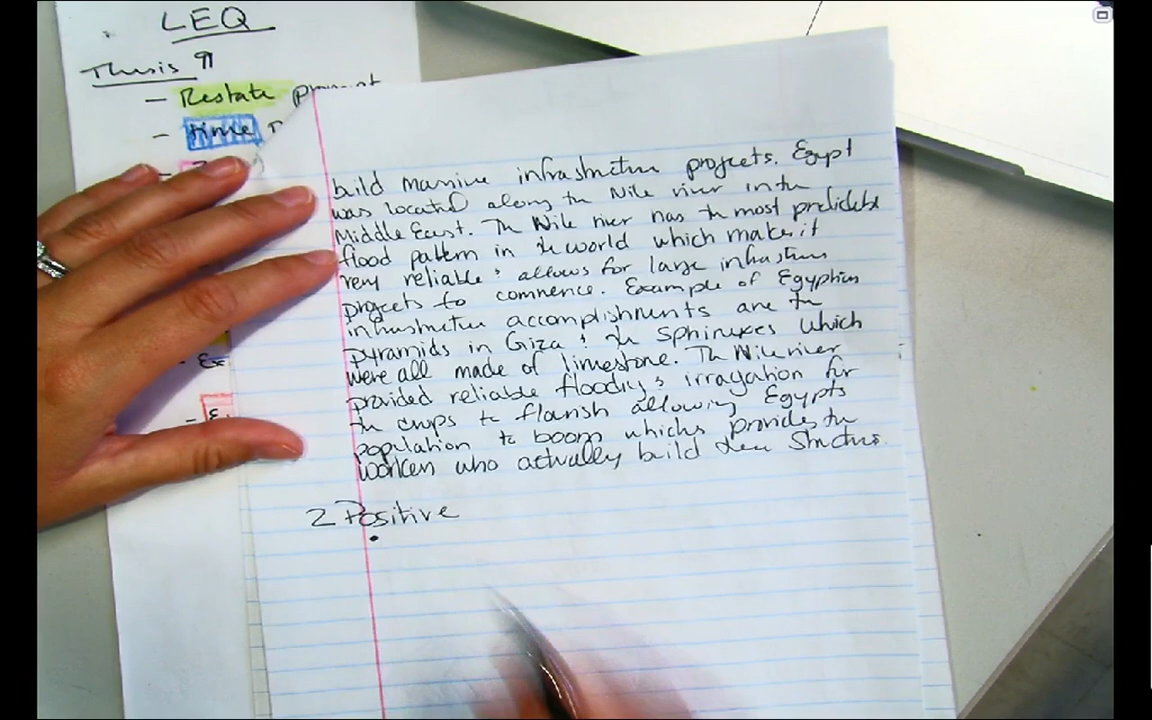 LEQ
Thesis ¶
- Restate prompt
- time
build massive infrastructure projects. Egypt
was located along the Nile river in the
Middle East. The Nile river has the most predictable
flood pattern in the world which makes it
very reliable & allows for large infrastructure
projects to commence. Example of Egyptian
infrastructure accomplishments are the
pyramids in Giza & the Sphinxes which
were all made of limestone. The Nile river
provided reliable flooding & irrigation for
the crops to flourish allowing Egypts
population to boom which provides the
workers who actually build these structures.
2 Positive